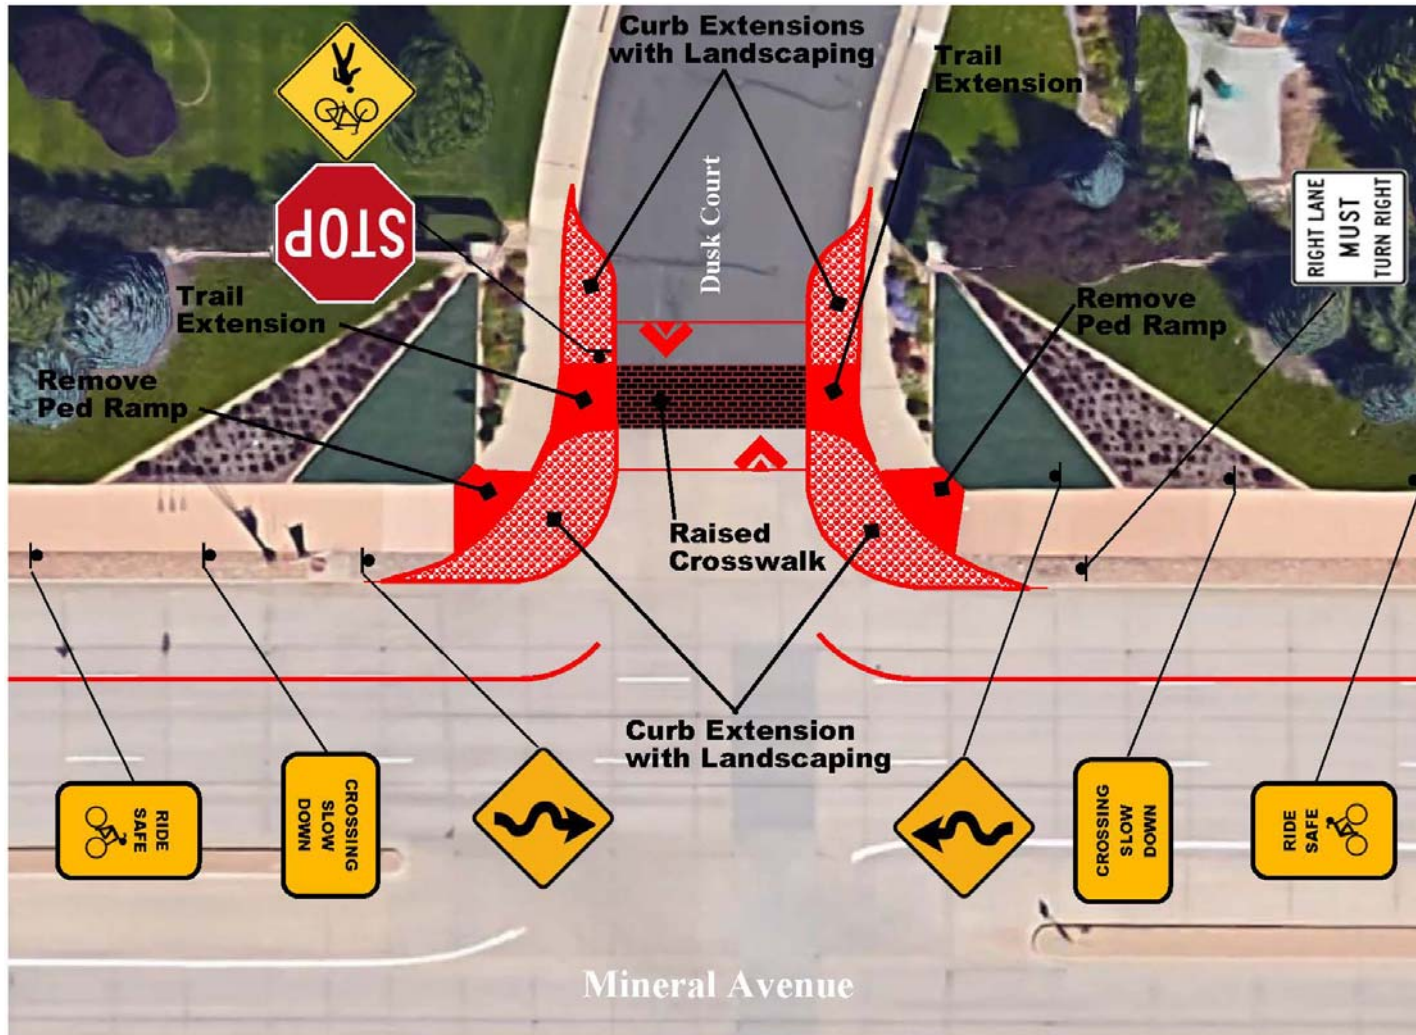 Curb Extensions
with Landscaping
Trail
Extension
STOP
Dusk Court
RIGHT LANE
MUST
TURN RIGHT
Trail
Extension
Remove
Ped Ramp
Remove
Ped Ramp
Raised
Crosswalk
Curb Extension
with Landscaping
RIDE
SAFE
CROSSING
SLOW
DOWN
CROSSING
SLOW
DOWN
RIDE
SAFE
Mineral Avenue